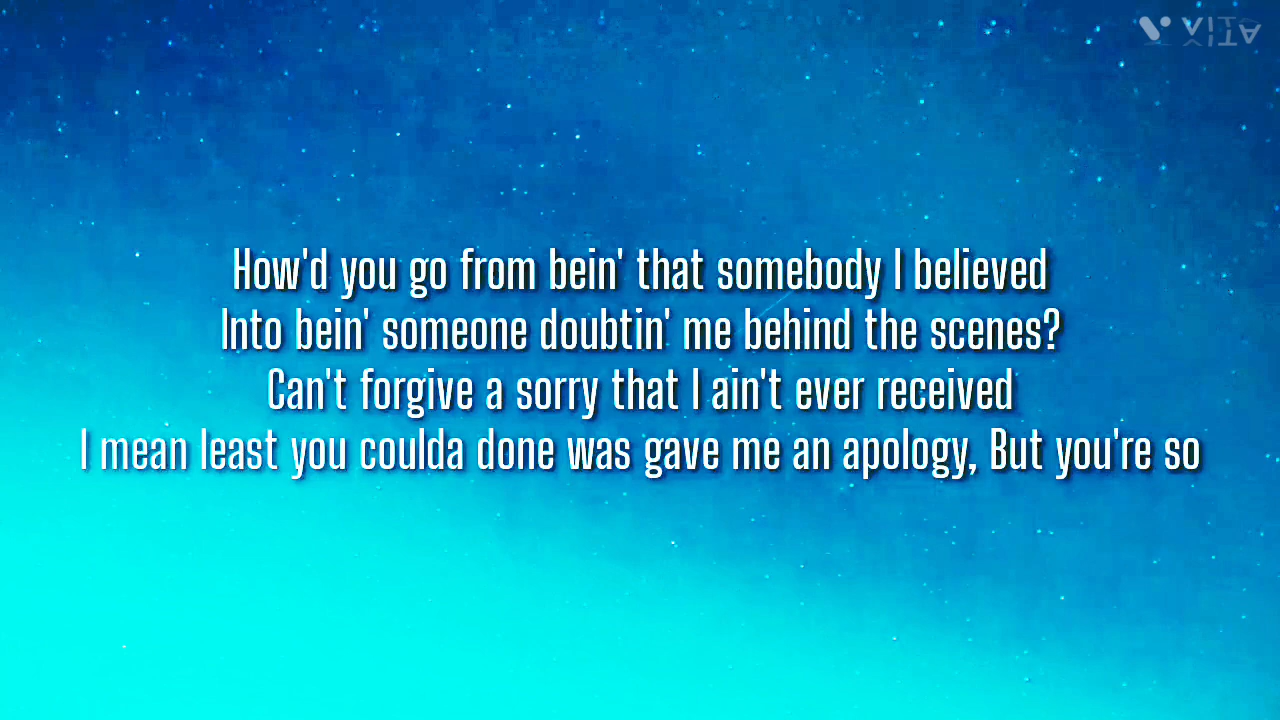 VITA
How'd you go from bein' that somebody I believed
Into bein' someone doubtin' me behind the scenes?
Can't forgive a sorry that I ain't ever received
I mean least you coulda done was gave me an apology, But you're so